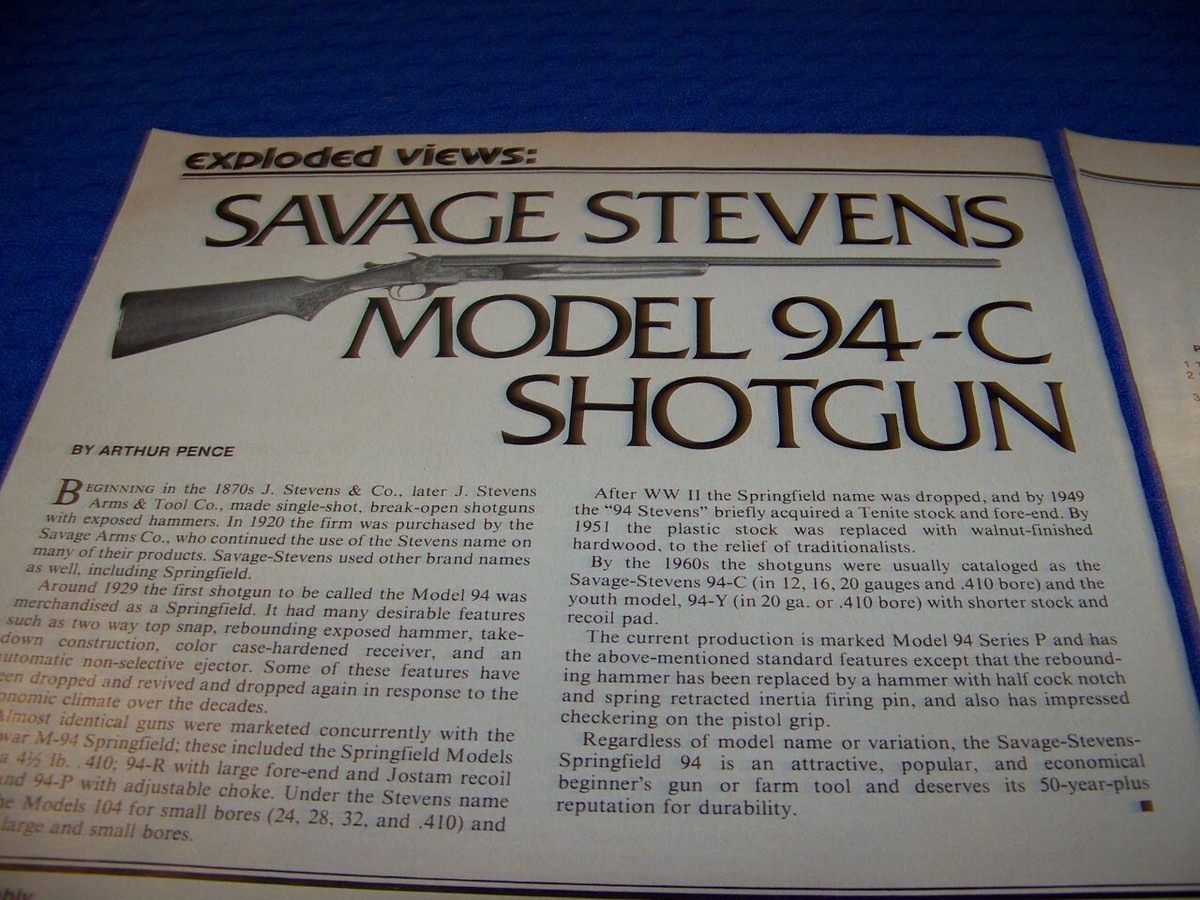 exploded views:
SAVAGE STEVENS
MODEL 94-C
SHOTGUN
BY ARTHUR PENCE
BEGINNING in the 1870s J. Stevens & Co., later J. Stevens
Arms & Tool Co., made single-shot, break-open shotguns
with exposed hammers. In 1920 the firm was purchased by the
Savage Arms Co., who continued the use of the Stevens name on
many of their products. Savage-Stevens used other brand names
as well, including Springfield.
Around 1929 the first shotgun to be called the Model 94 was
merchandised as a Springfield. It had many desirable features
such as two way top snap, rebounding exposed hammer, take-
down construction, color case-hardened receiver, and an
automatic non-selective ejector. Some of these features have
een dropped and revived and dropped again in response to the
onomic climate over the decades.
Almost identical guns were marketed concurrently with the
war M-94 Springfield; these included the Springfield Models
a 4½ lb. .410; 94-R with large fore-end and Jostam recoil
nd 94-P with adjustable choke. Under the Stevens name
e Models 104 for small bores (24, 28, 32, and .410) and
large and small bores.
After WW II the Springfield name was dropped, and by 1949
the "94 Stevens" briefly acquired a Tenite stock and fore-end. By
1951 the plastic stock was replaced with walnut-finished
hardwood, to the relief of traditionalists.
By the 1960s the shotguns were usually cataloged as the
Savage-Stevens 94-C (in 12, 16, 20 gauges and .410 bore) and the
youth model, 94-Y (in 20 ga. or .410 bore) with shorter stock and
recoil pad.
The current production is marked Model 94 Series P and has
the above-mentioned standard features except that the rebound-
ing hammer has been replaced by a hammer with half cock notch
and spring retracted inertia firing pin, and also has impressed
checkering on the pistol grip.
Regardless of model name or variation, the Savage-Stevens-
Springfield 94 is an attractive, popular, and economical
beginner's gun or farm tool and deserves its 50-year-plus
reputation for durability.
P
1 T
2
3